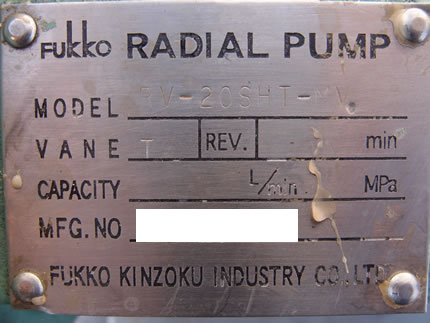 Fukko RADIAL PUMP
MODEL
VANE T REV. min
CAPACITY L/min MPa
MFG. NO
FUKKO KINZOKU INDUSTRY CO., LTD